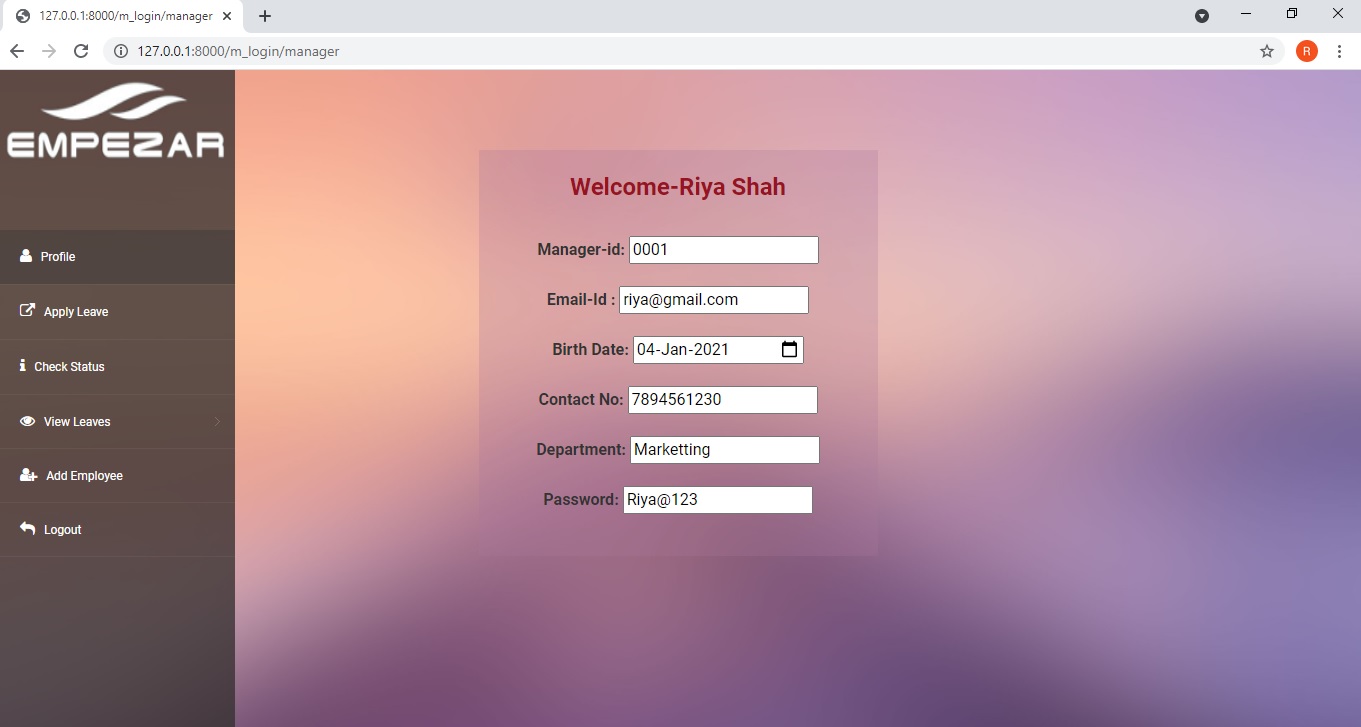 127.0.0.1:8000/m_login/manager
127.0.0.1:8000/m_login/manager
R
EMPEZAR
Profile
Apply Leave
Check Status
View Leaves
Add Employee
Logout
Welcome-Riya Shah
Manager-id: 0001
Email-Id : riya@gmail.com
Birth Date: 04-Jan-2021
Contact No: 7894561230
Department: Marketting
Password: Riya@123